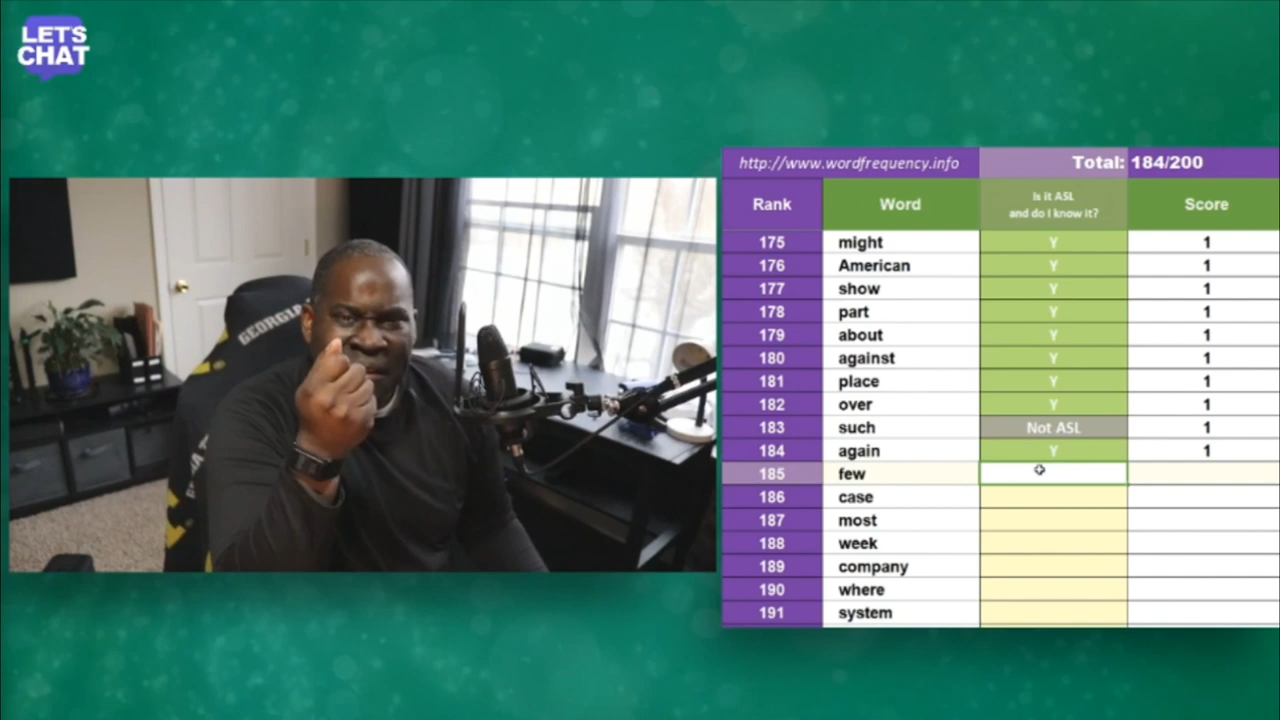 LET'S
CHAT
http://www.wordfrequency.info Total: 184/200
Rank Word Is it ASL and do I know it? Score
175 might Y 1
176 American Y 1
177 show Y 1
178 part Y 1
179 about Y 1
180 against Y 1
181 place Y 1
182 over Y 1
183 such Not ASL 1
184 again Y 1
185 few
186 case
187 most
188 week
189 company
190 where
191 system
GEORGIA